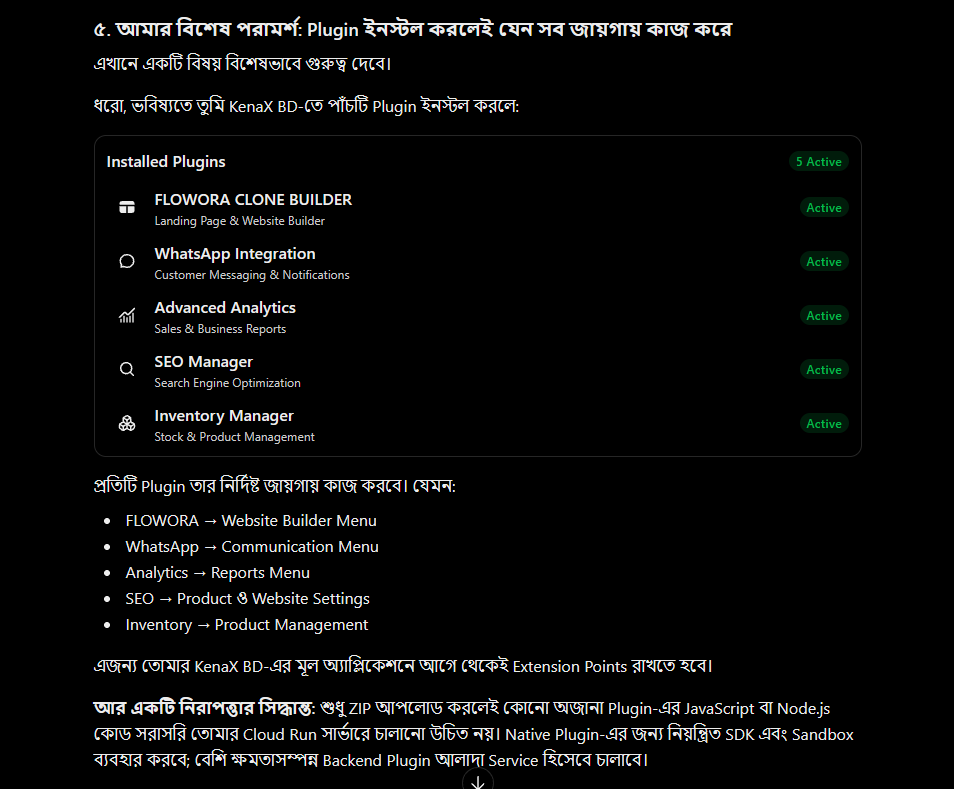 ৫. আমার বিশেষ পরামর্শ: Plugin ইনস্টল করলেই যেন সব জায়গায় কাজ করে
এখানে একটি বিষয় বিশেষভাবে গুরুত্ব দেবে।
ধরো, ভবিষ্যতে তুমি KenaX BD-তে পাঁচটি Plugin ইনস্টল করলে:
Installed Plugins
5 Active
FLOWORA CLONE BUILDER
Landing Page & Website Builder
Active
WhatsApp Integration
Customer Messaging & Notifications
Active
Advanced Analytics
Sales & Business Reports
Active
SEO Manager
Search Engine Optimization
Active
Inventory Manager
Stock & Product Management
Active
প্রতিটি Plugin তার নির্দিষ্ট জায়গায় কাজ করবে। যেমন:
• FLOWORA → Website Builder Menu
• WhatsApp → Communication Menu
• Analytics → Reports Menu
• SEO → Product ও Website Settings
• Inventory → Product Management
এজন্য তোমার KenaX BD-এর মূল অ্যাপ্লিকেশনে আগে থেকেই Extension Points রাখতে হবে।
আর একটি নিরাপত্তার সিদ্ধান্ত: শুধু ZIP আপলোড করলেই কোনো অজানা Plugin-এর JavaScript বা Node.js
কোড সরাসরি তোমার Cloud Run সার্ভারে চালানো উচিত নয়। Native Plugin-এর জন্য নিয়ন্ত্রিত SDK এবং Sandbox
ব্যবহার করবে; বেশি ক্ষমতাসম্পন্ন Backend Plugin আলাদা Service হিসেবে চালাবে।